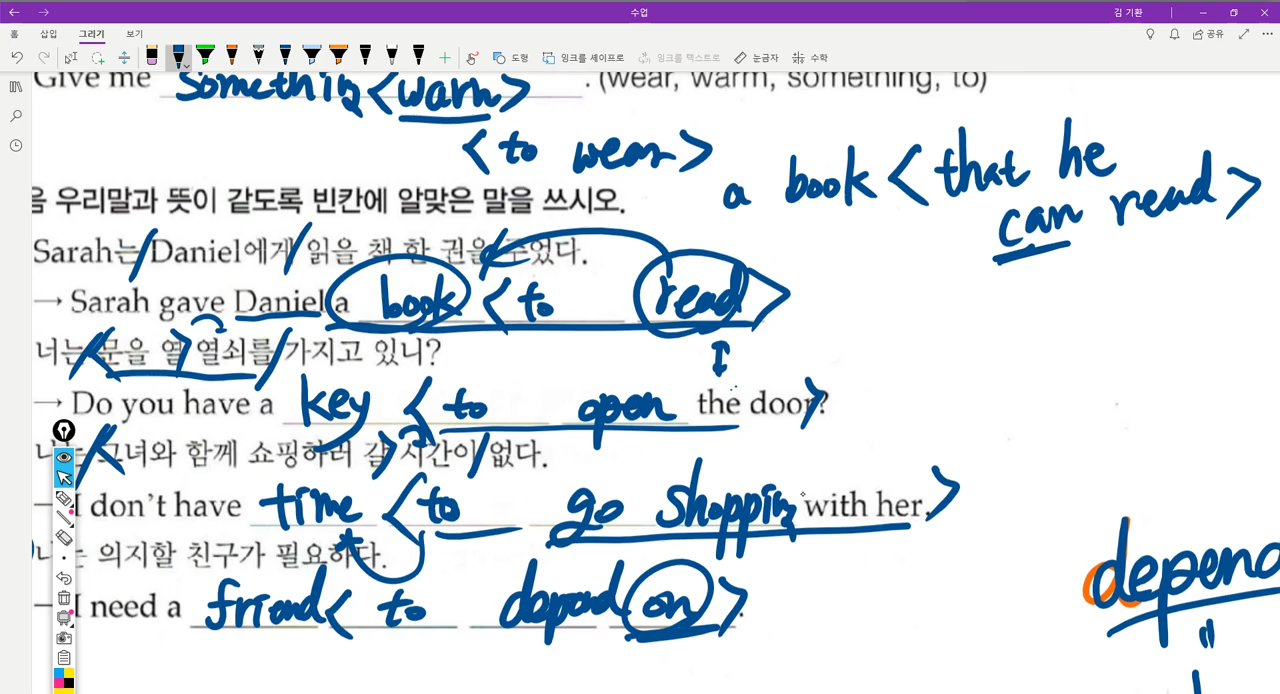 수업
김 기환
홈 삽입 그리기 보기
공유
도형 잉크를 셰이프로 잉크를 텍스트로 눈금자 수학
Give me something <warm> . (wear, warm, something, to)
<to wear>
a book <that he can read>
음 우리말과 뜻이 같도록 빈칸에 알맞은 말을 쓰시오.
Sarah는 / Daniel에게 / 읽을 책 한 권을 주었다.
→ Sarah gave Daniel a book <to read>
너는 <문을 열> 열쇠를 / 가지고 있니?
→ Do you have a key <to open the door>?
나는 / <그녀와 함께 쇼핑하러 갈> 시간이 / 없다.
I don't have time <to go shopping with her.>
나는 의지할 친구가 필요하다.
I need a friend <to depend on>.
depend